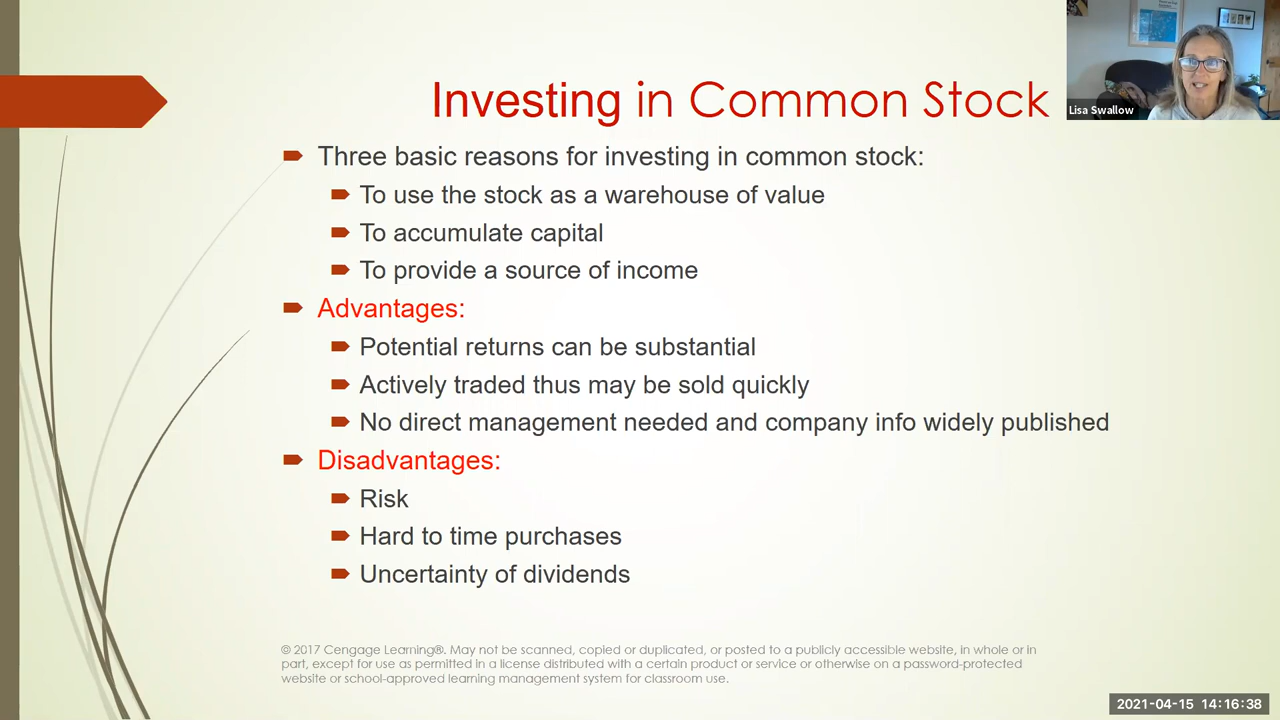 Investing in Common Stock
Lisa Swallow
Three basic reasons for investing in common stock:
To use the stock as a warehouse of value
To accumulate capital
To provide a source of income
Advantages:
Potential returns can be substantial
Actively traded thus may be sold quickly
No direct management needed and company info widely published
Disadvantages:
Risk
Hard to time purchases
Uncertainty of dividends
© 2017 Cengage Learning®. May not be scanned, copied or duplicated, or posted to a publicly accessible website, in whole or in
part, except for use as permitted in a license distributed with a certain product or service or otherwise on a password-protected
website or school-approved learning management system for classroom use.
2021-04-15 14:16:38